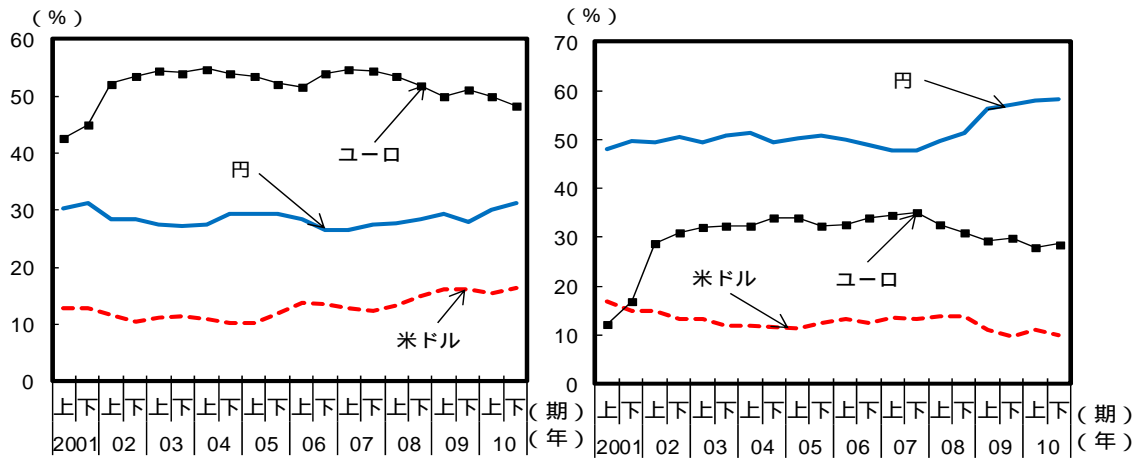 (%)
60
50
40
30
20
10
0
ユーロ
円
米ドル
上 下 上 下 上 下 上 下 上 下 上 下 上 下 上 下 上 下 上 下 (期)
2001 02 03 04 05 06 07 08 09 10 (年)
(%)
70
60
50
40
30
20
10
0
円
ユーロ
米ドル
上 下 上 下 上 下 上 下 上 下 上 下 上 下 上 下 上 下 上 下 (期)
2001 02 03 04 05 06 07 08 09 10 (年)